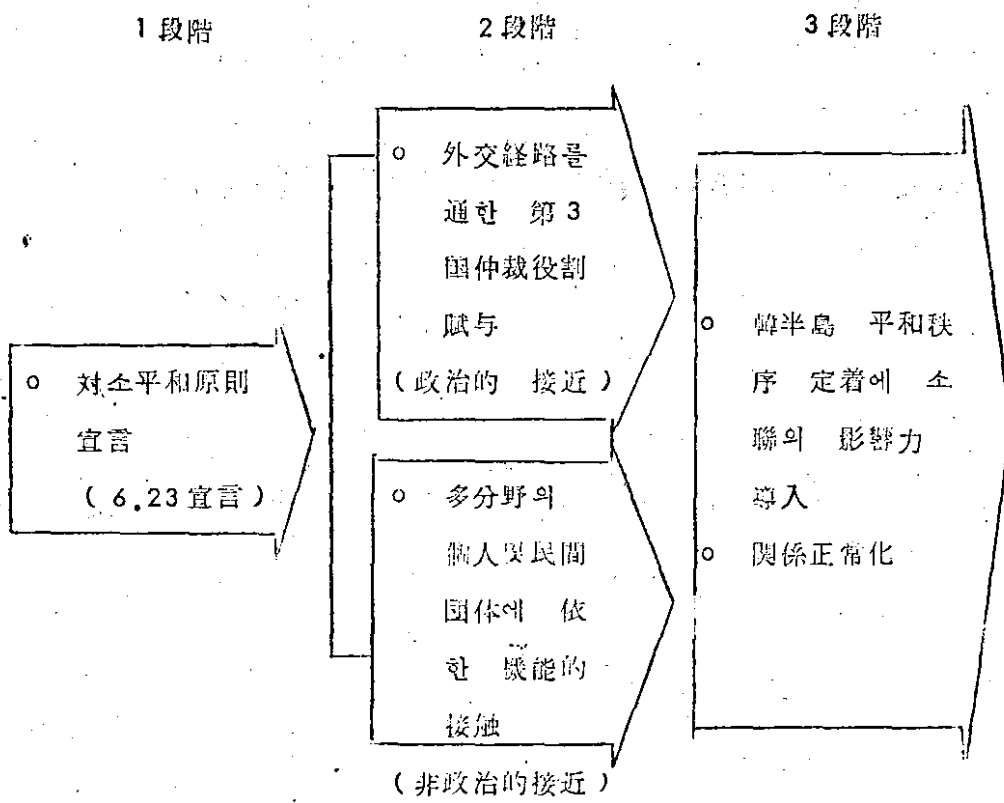 1 段階
2 段階
3 段階
o 対소平和原則
宣言
( 6.23 宣言 )
o 外交経路를
通한 第3
国仲裁役割
賦与
( 政治的 接近 )
o 多分野의
個人및民間
団体에 依
한 機能的
接触
( 非政治的接近 )
o 韓半島 平和秩
序 定着에 소
聯의 影響力
導入
o 関係正常化